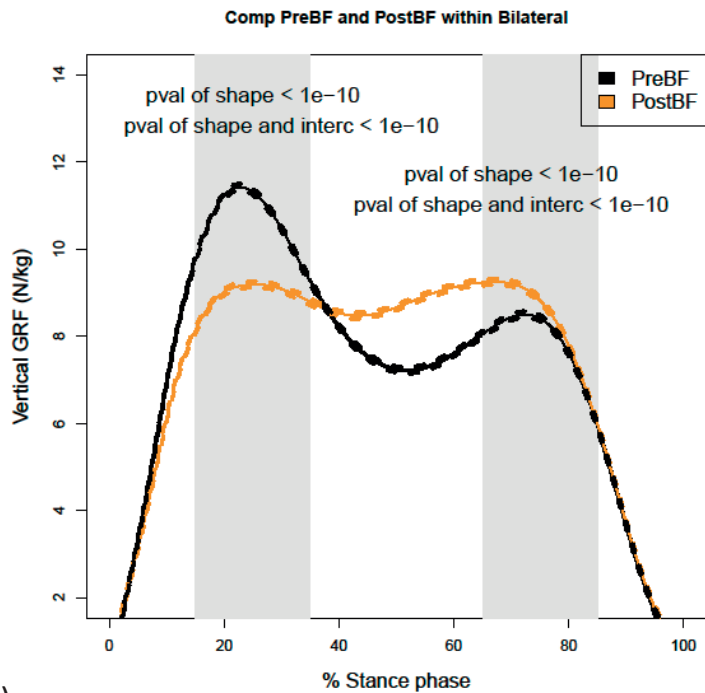 Comp PreBF and PostBF within Bilateral
14
12
10
8
6
4
2
Vertical GRF (N/kg)
pval of shape < 1e−10
pval of shape and interc < 1e−10
PreBF
PostBF
pval of shape < 1e−10
pval of shape and interc < 1e−10
0 20 40 60 80 100
% Stance phase
)